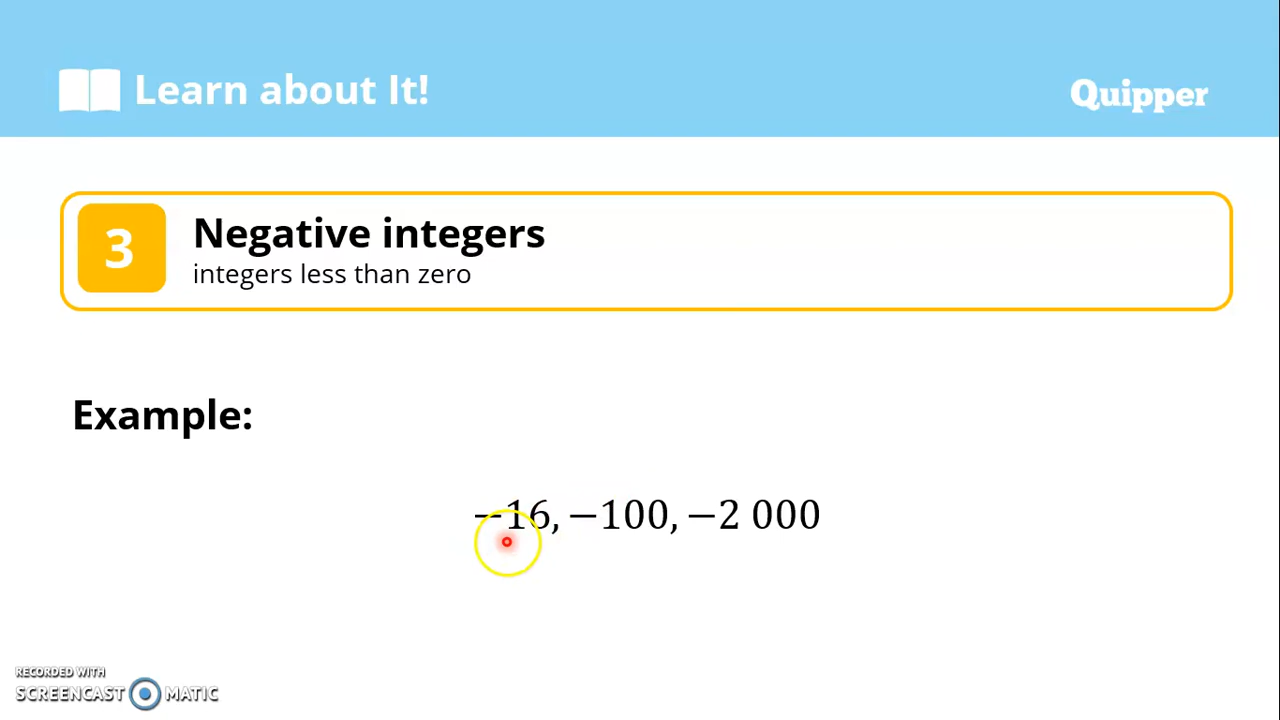 Learn about It!
Quipper
3
Negative integers
integers less than zero
Example:
−16, −100, −2 000
RECORDED WITH
SCREENCAST MATIC